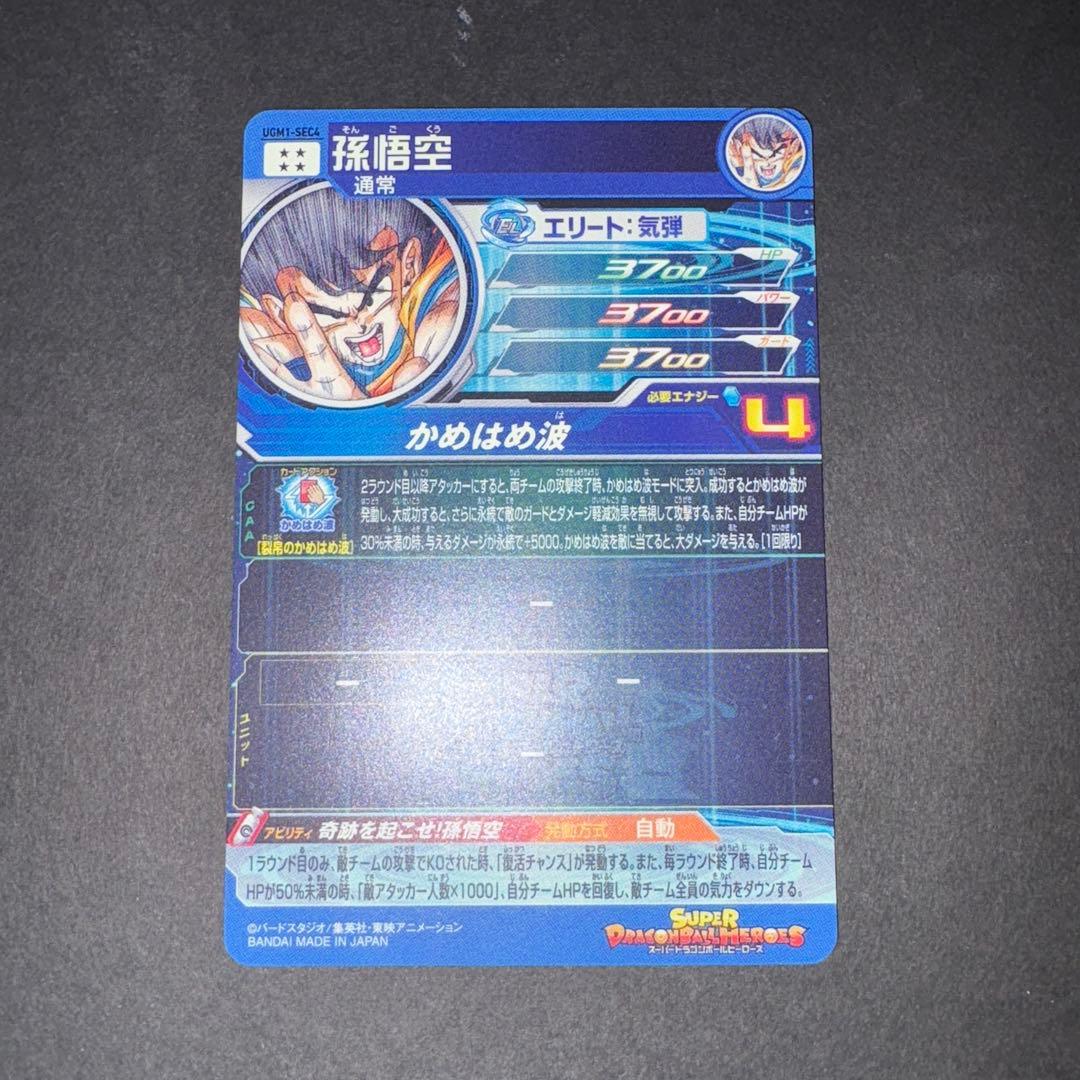 UGM1-SEC4
そん ご くう
孫悟空
通常
EL エリート:気弾
HP
3700
パワー
3700
ガード
3700
必要エナジー 4
かめはめ波
は
CAA
カードアクション
かめはめ波
[裂帛のかめはめ波]
2ラウンド目以降アタッカーにすると、両チームの攻撃終了時、かめはめ波モードに突入。成功するとかめはめ波が
発動し、大成功すると、さらに永続で敵のガードとダメージ軽減効果を無視して攻撃する。また、自分チームHPが
30%未満の時、与えるダメージが永続で+5000。かめはめ波を敵に当てると、大ダメージを与える。[1回限り]
ー
ユニット
ー ー
ー
アビリティ 奇跡を起こせ!孫悟空 発動方式 自動
1ラウンド目のみ、敵チームの攻撃でKOされた時、「復活チャンス」が発動する。また、毎ラウンド終了時、自分チーム
HPが50%未満の時、「敵アタッカー人数×1000」、自分チームHPを回復し、敵チーム全員の気力をダウンする。
©バードスタジオ/集英社・東映アニメーション
BANDAI MADE IN JAPAN
SUPER
DRAGONBALL HEROES
スーパードラゴンボールヒーローズ